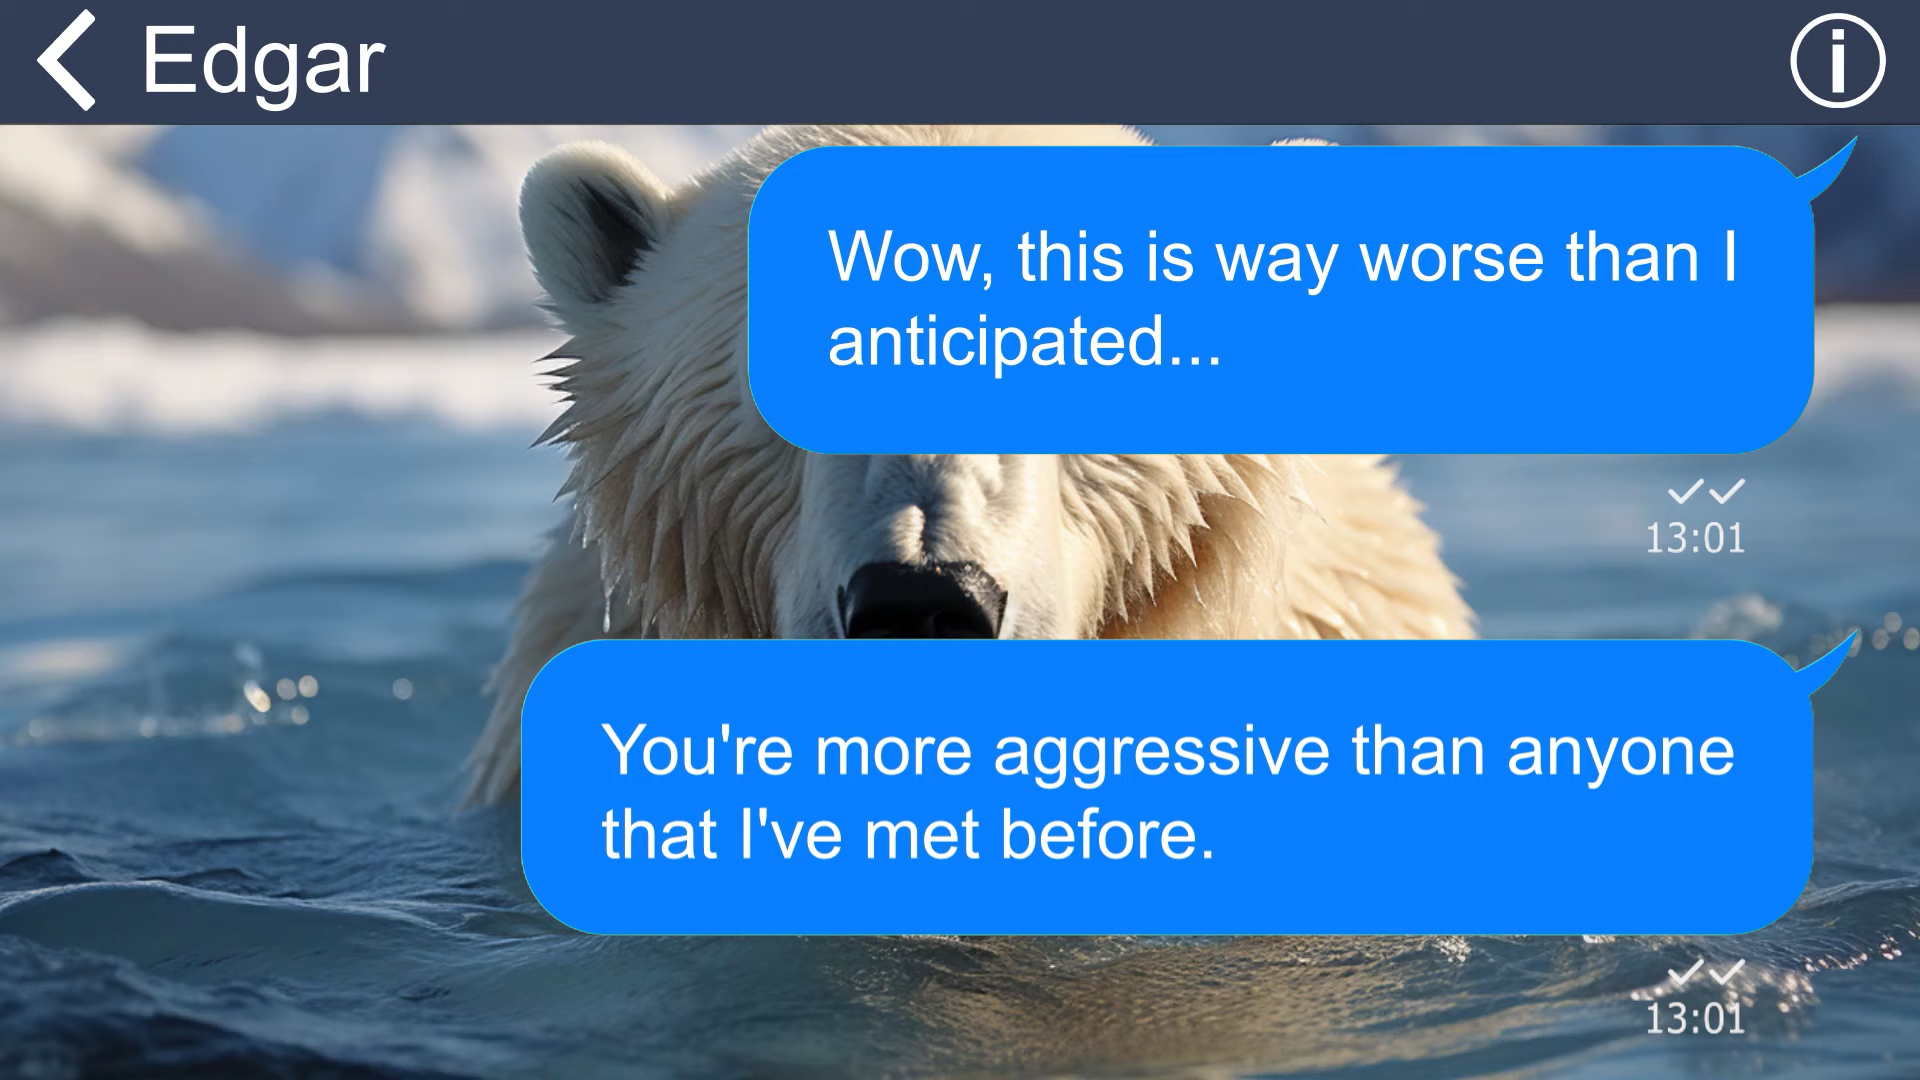 Edgar
Wow, this is way worse than I
anticipated...
13:01
You're more aggressive than anyone
that I've met before.
13:01